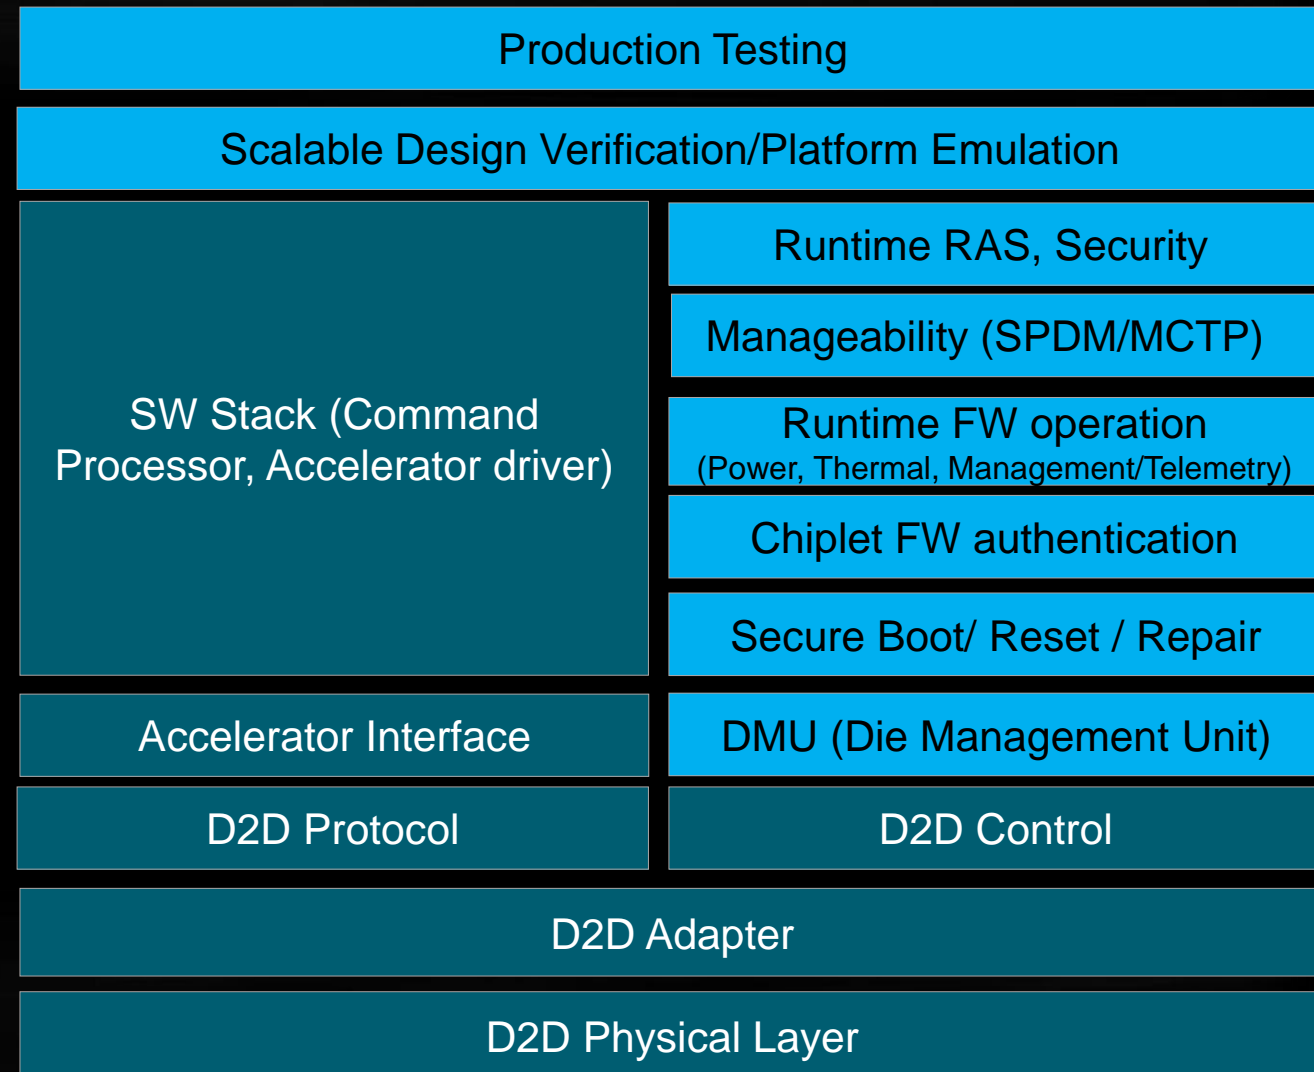 Production Testing
Scalable Design Verification/Platform Emulation
SW Stack (Command
Processor, Accelerator driver)
Runtime RAS, Security
Manageability (SPDM/MCTP)
Runtime FW operation
(Power, Thermal, Management/Telemetry)
Chiplet FW authentication
Secure Boot/ Reset / Repair
Accelerator Interface
DMU (Die Management Unit)
D2D Protocol
D2D Control
D2D Adapter
D2D Physical Layer